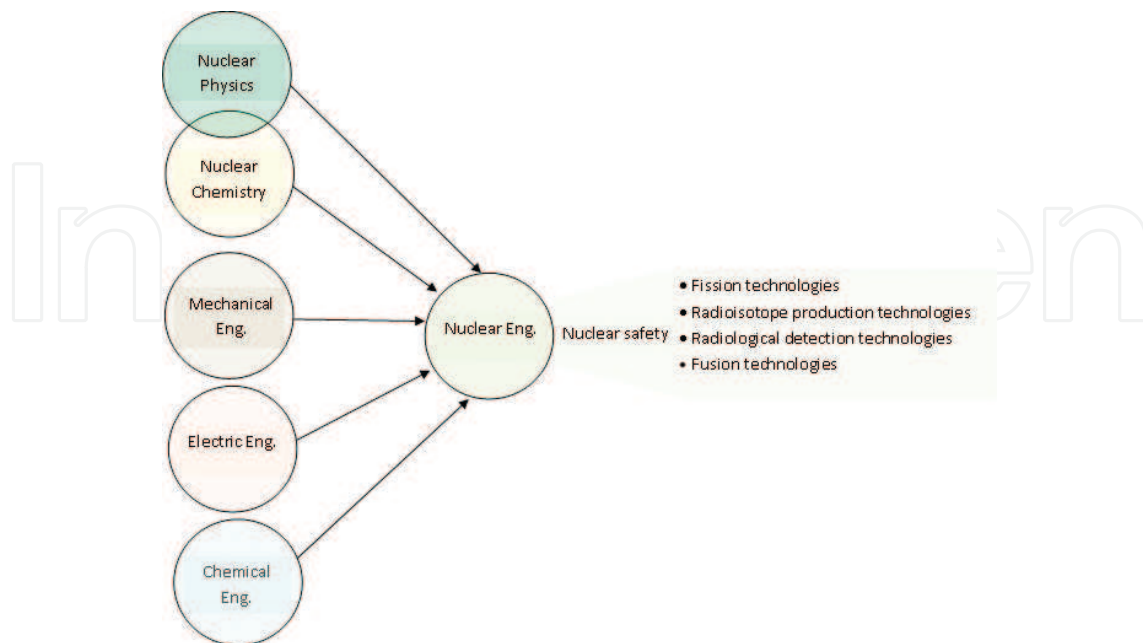 Nuclear
Physics
Nuclear
Chemistry
Mechanical
Eng.
Electric Eng.
Chemical
Eng.
Nuclear Eng.
Nuclear safety
• Fission technologies
• Radioisotope production technologies
• Radiological detection technologies
• Fusion technologies